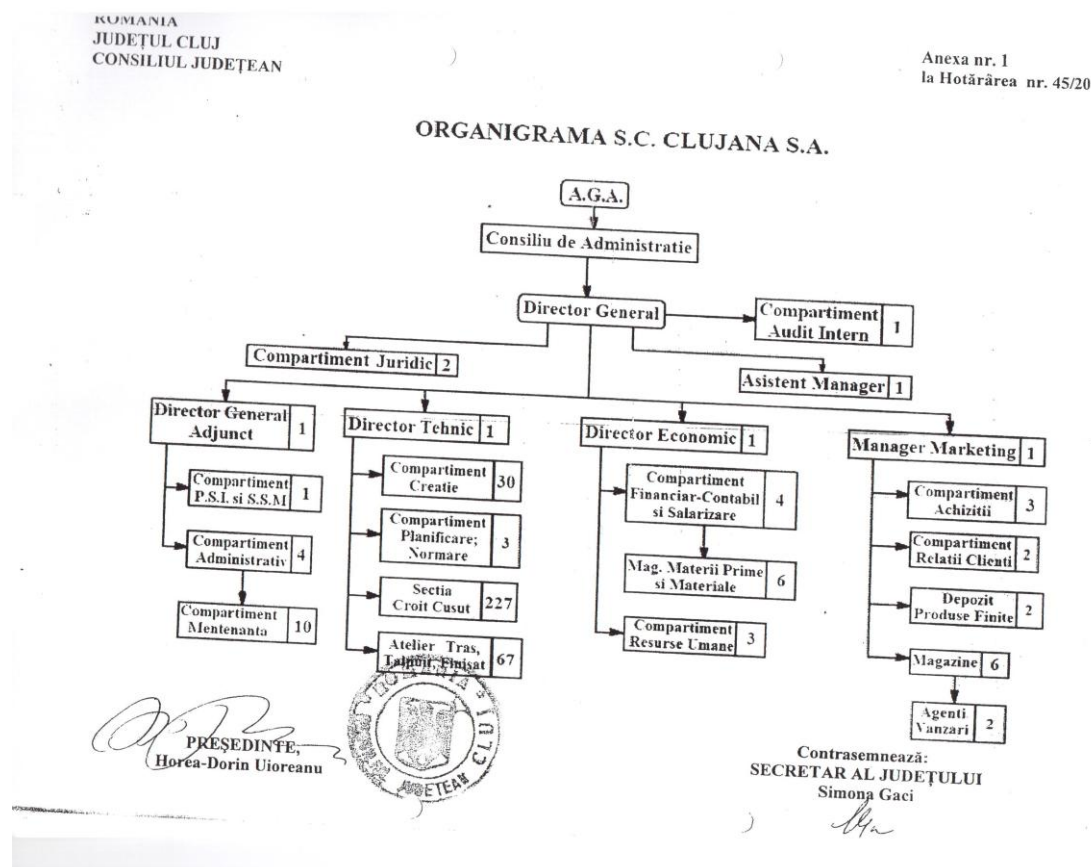 ROMANIA
JUDEȚUL CLUJ
CONSILIUL JUDEȚEAN
Anexa nr. 1
la Hotărârea nr. 45/20
ORGANIGRAMA S.C. CLUJANA S.A.
A.G.A.
Consiliu de Administratie
Director General
Compartiment
Audit Intern
1
Compartiment Juridic 2
Asistent Manager 1
Director General
Adjunct
1
Director Tehnic 1
Director Economic 1
Manager Marketing 1
Compartiment
P.S.I. si S.S.M
1
Compartiment
Administrativ
4
Compartiment
Mentenanta
10
Compartiment
Creatie
30
Compartiment
Planificare;
Normare
3
Sectia
Croit Cusut
227
Atelier Tras,
Talpuit, Finisat
67
Compartiment
Financiar-Contabil
si Salarizare
4
Mag. Materii Prime
si Materiale
6
Compartiment
Resurse Umane
3
Compartiment
Achizitii
3
Compartiment
Relatii Clienti
2
Depozit
Produse Finite
2
Magazine 6
Agenti
Vanzari
2
PREȘEDINTE,
Horea-Dorin Uioreanu
ROMANIA
JUDEȚEAN CLUJ
Contrasemnează:
SECRETAR AL JUDEȚULUI
Simona Gaci